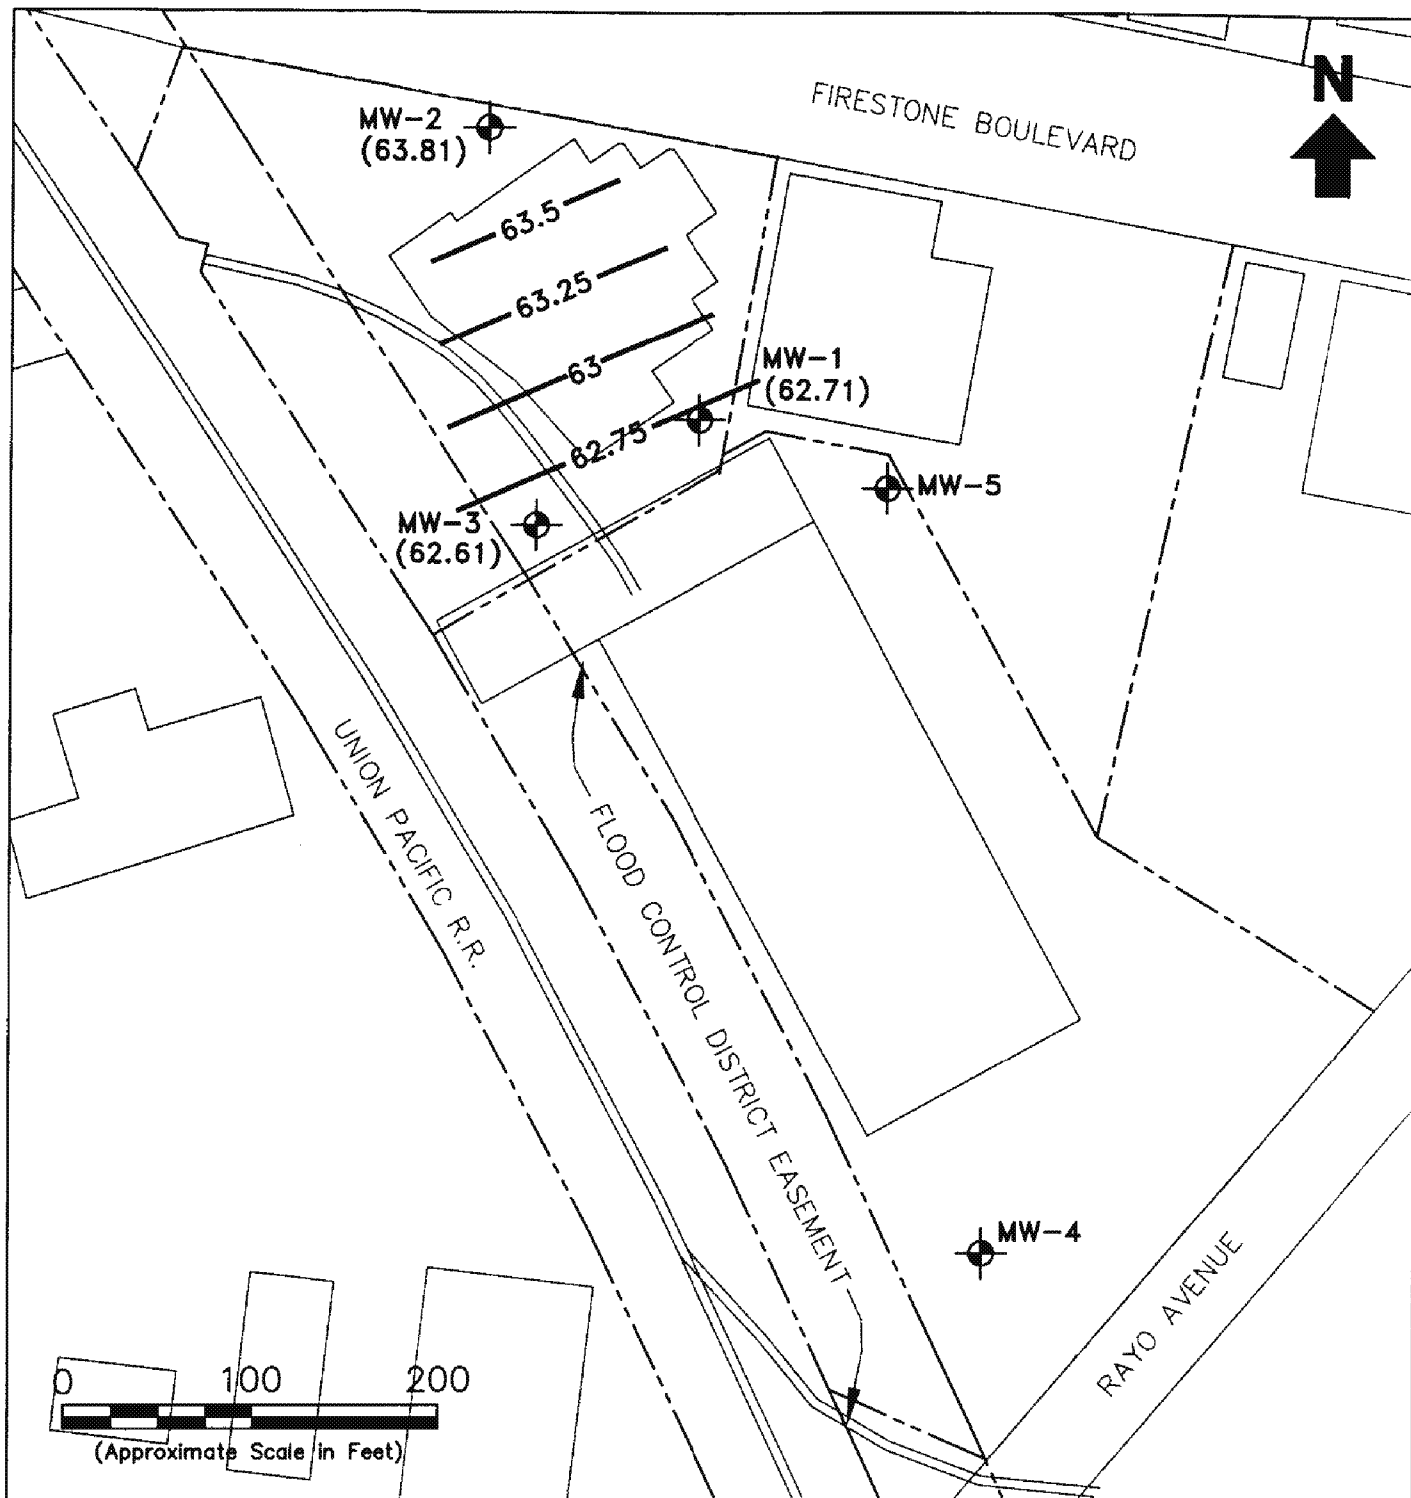 N
FIRESTONE BOULEVARD
MW-2
(63.81)
63.5
63.25
63
MW-1
(62.71)
62.75
MW-5
MW-3
(62.61)
UNION PACIFIC R.R.
FLOOD CONTROL DISTRICT EASEMENT
MW-4
RAYO AVENUE
0 100 200
(Approximate Scale in Feet)